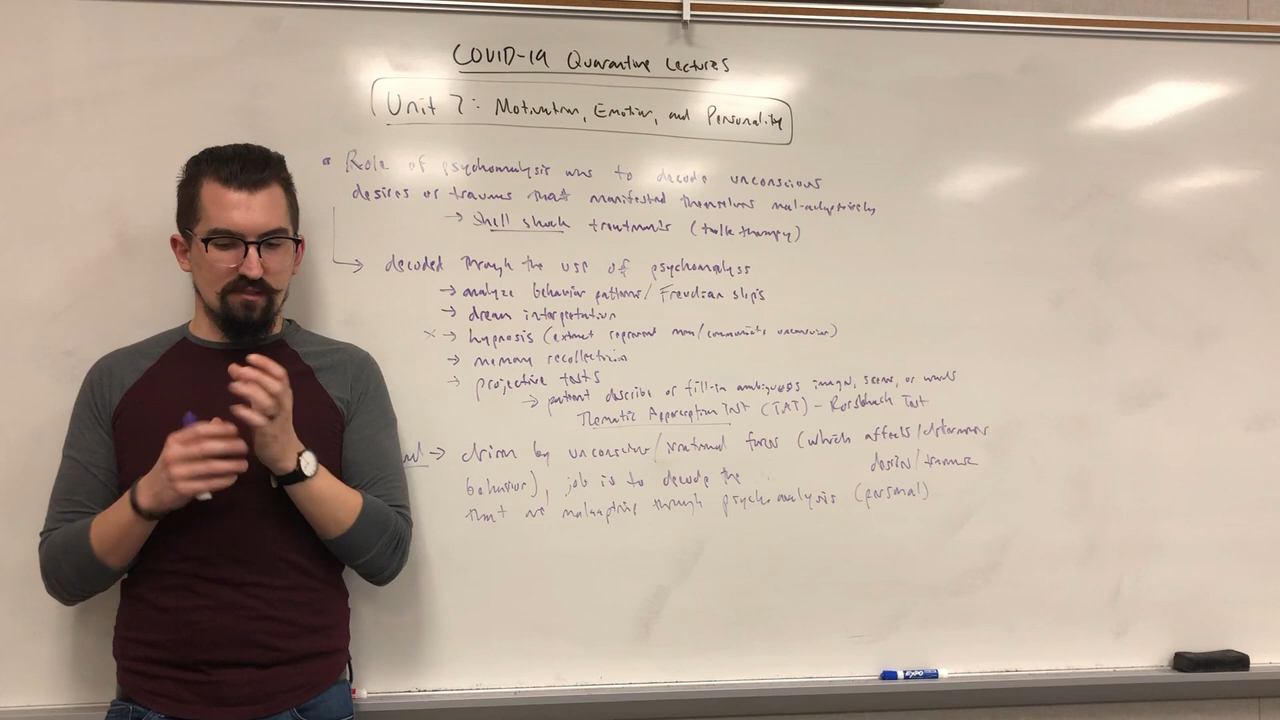 COVID-19 Quarantine Lectures
Unit 7: Motivation, Emotion, and Personality
Role of psychoanalysis was to decode unconscious
desires or traumas that manifested themselves mal-adaptively
→ Shell shock treatments (talk therapy)
→ decoded through the use of psychoanalysis
→ analyze behavior patterns / Freudian slips
→ dream interpretation
x → hypnosis (extract repressed mem/communicate unconscious)
→ memory recollection
→ projective tests
→ patient describe or fill-in ambiguous images, scenes, or words
Thematic Apperception Test (TAT) - Rorschach Test
→ driven by unconscious/irrational forces (which affects/determines
behavior), job is to decode the desires/traumas
that are maladaptive through psychoanalysis (personal)